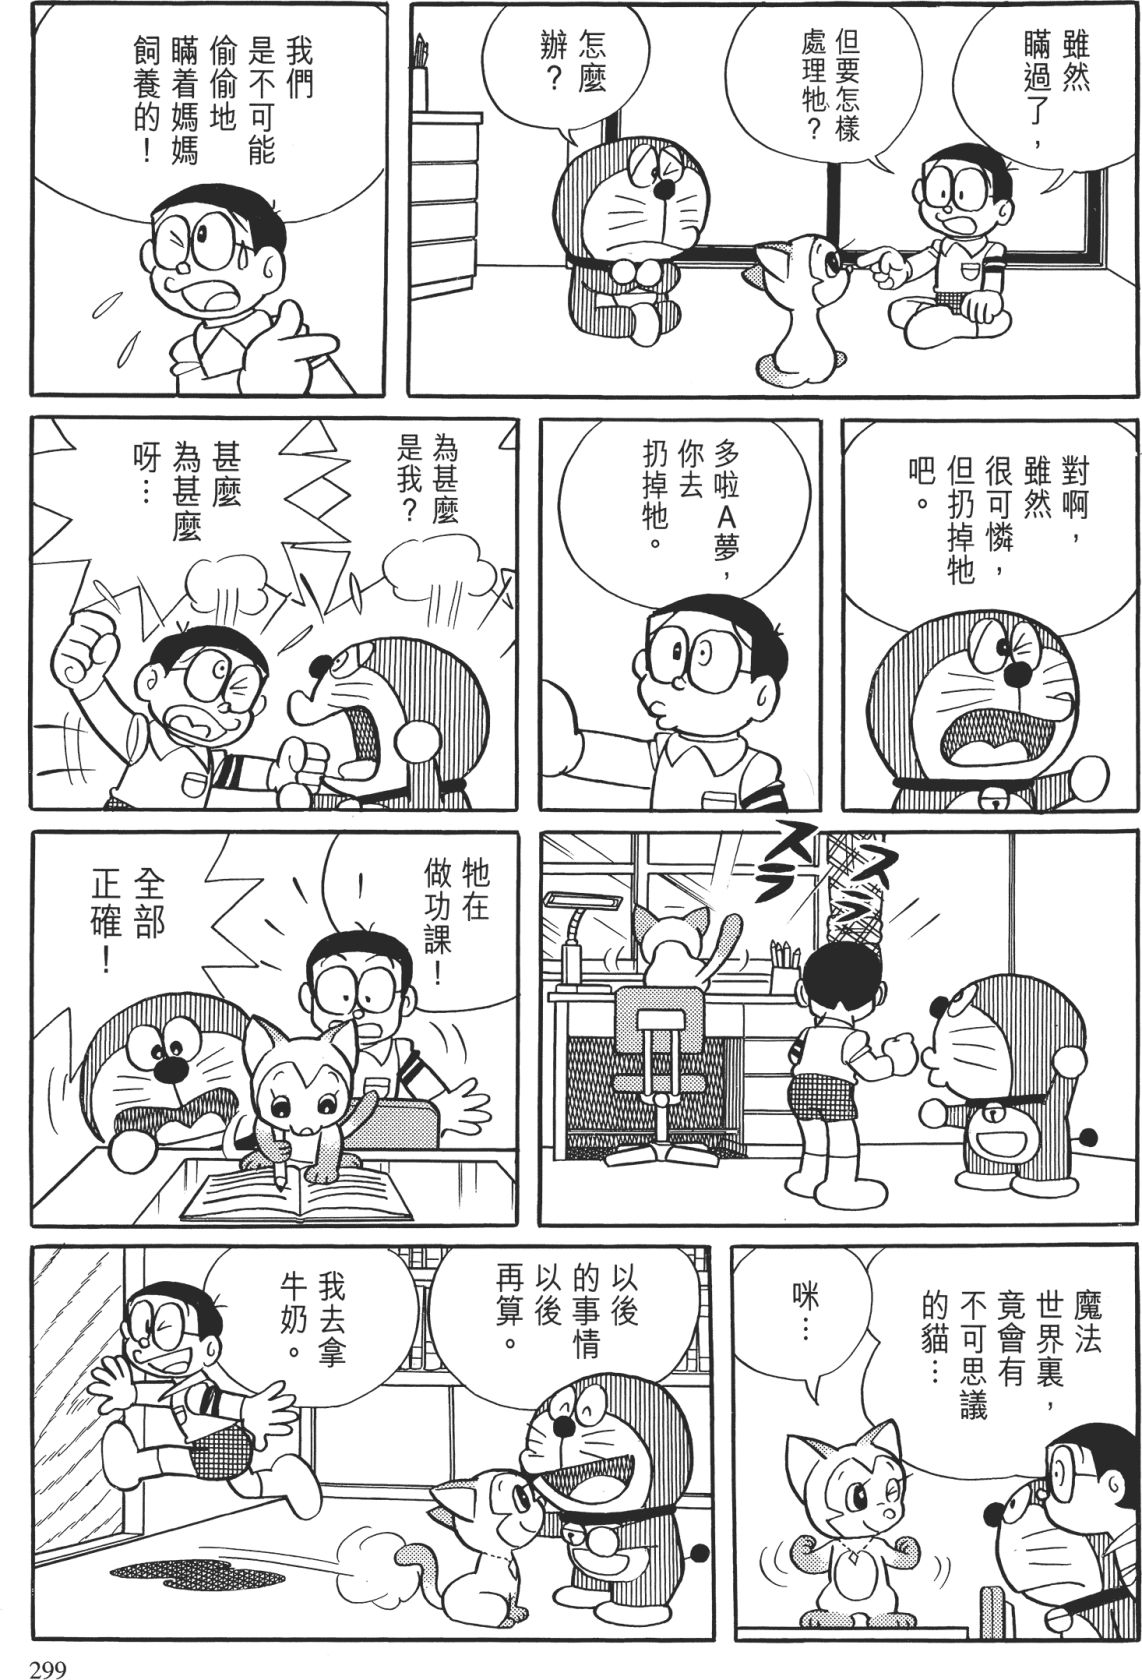 雖然
瞞過了，
但要怎樣
處理牠？
怎麼
辦？
我們
是不可能
偷偷地
瞞着媽媽
飼養的！
對啊，
雖然
很可憐，
但扔掉牠
吧。
多啦A夢，
你去
扔掉牠。
為甚麼
是我？
甚麼
為甚麼
呀…
スラ
スラ
牠在
做功課！
全部
正確！
魔法
世界裏，
竟會有
不可思議
的貓…
咪…
以後
的事情
以後
再算。
我去拿
牛奶。
299